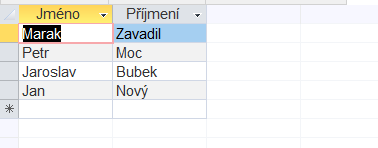 Jméno Příjmení
Marak Zavadil
Petr Moc
Jaroslav Bubek
Jan Nový